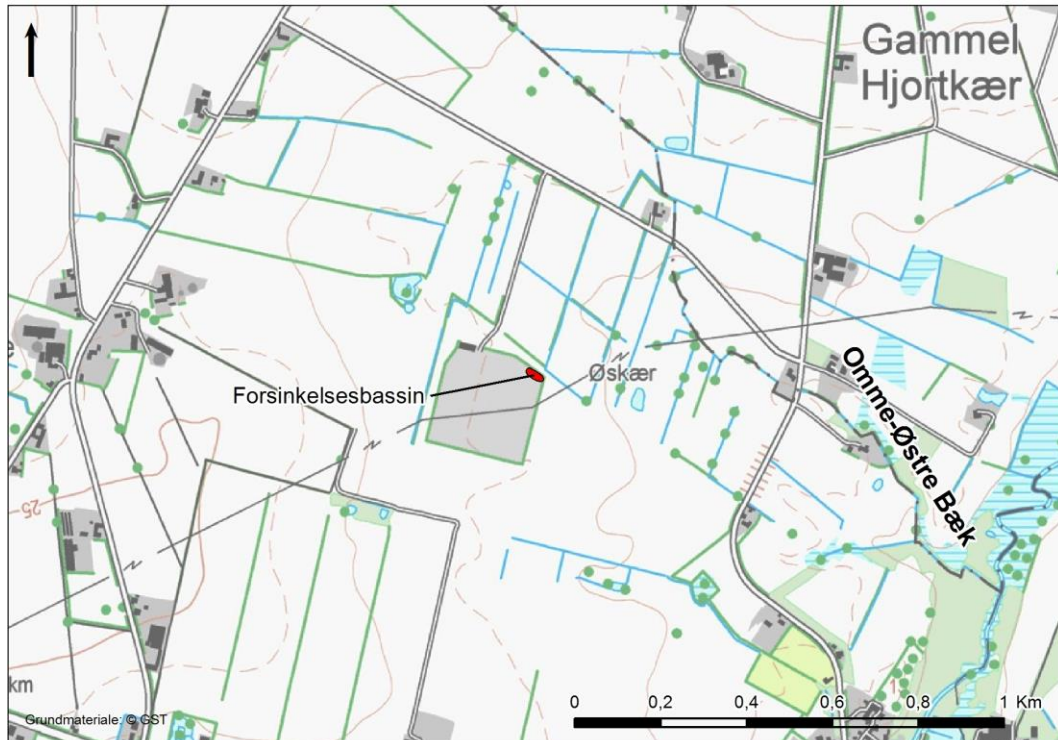 Gammel
Hjortkær
Forsinkelsesbassin
Øskær
Omme-Østre Bæk
25
km
Grundmateriale: © GST
0 0,2 0,4 0,6 0,8 1 Km